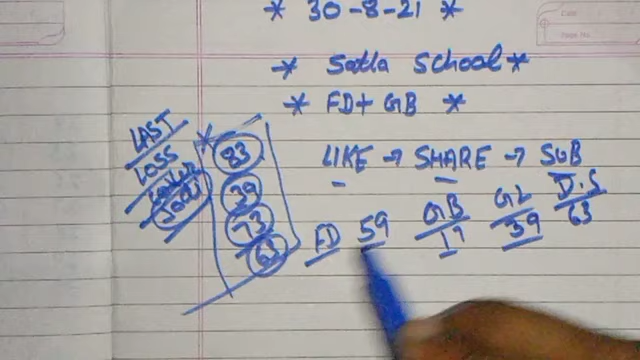 * 30-8-21 *
* Satta School *
* FD+ GB *
LAST
LOSS
Jodi
83
39
73
63
LIKE → SHARE → SUB
FD 59 GB 17 GL 39 D.S 63